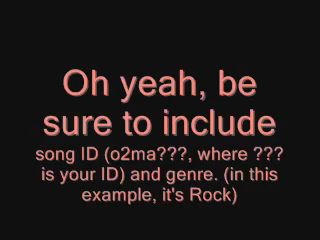 Oh yeah, be
sure to include
song ID (o2ma???, where ???
is your ID) and genre. (in this
example, it's Rock)